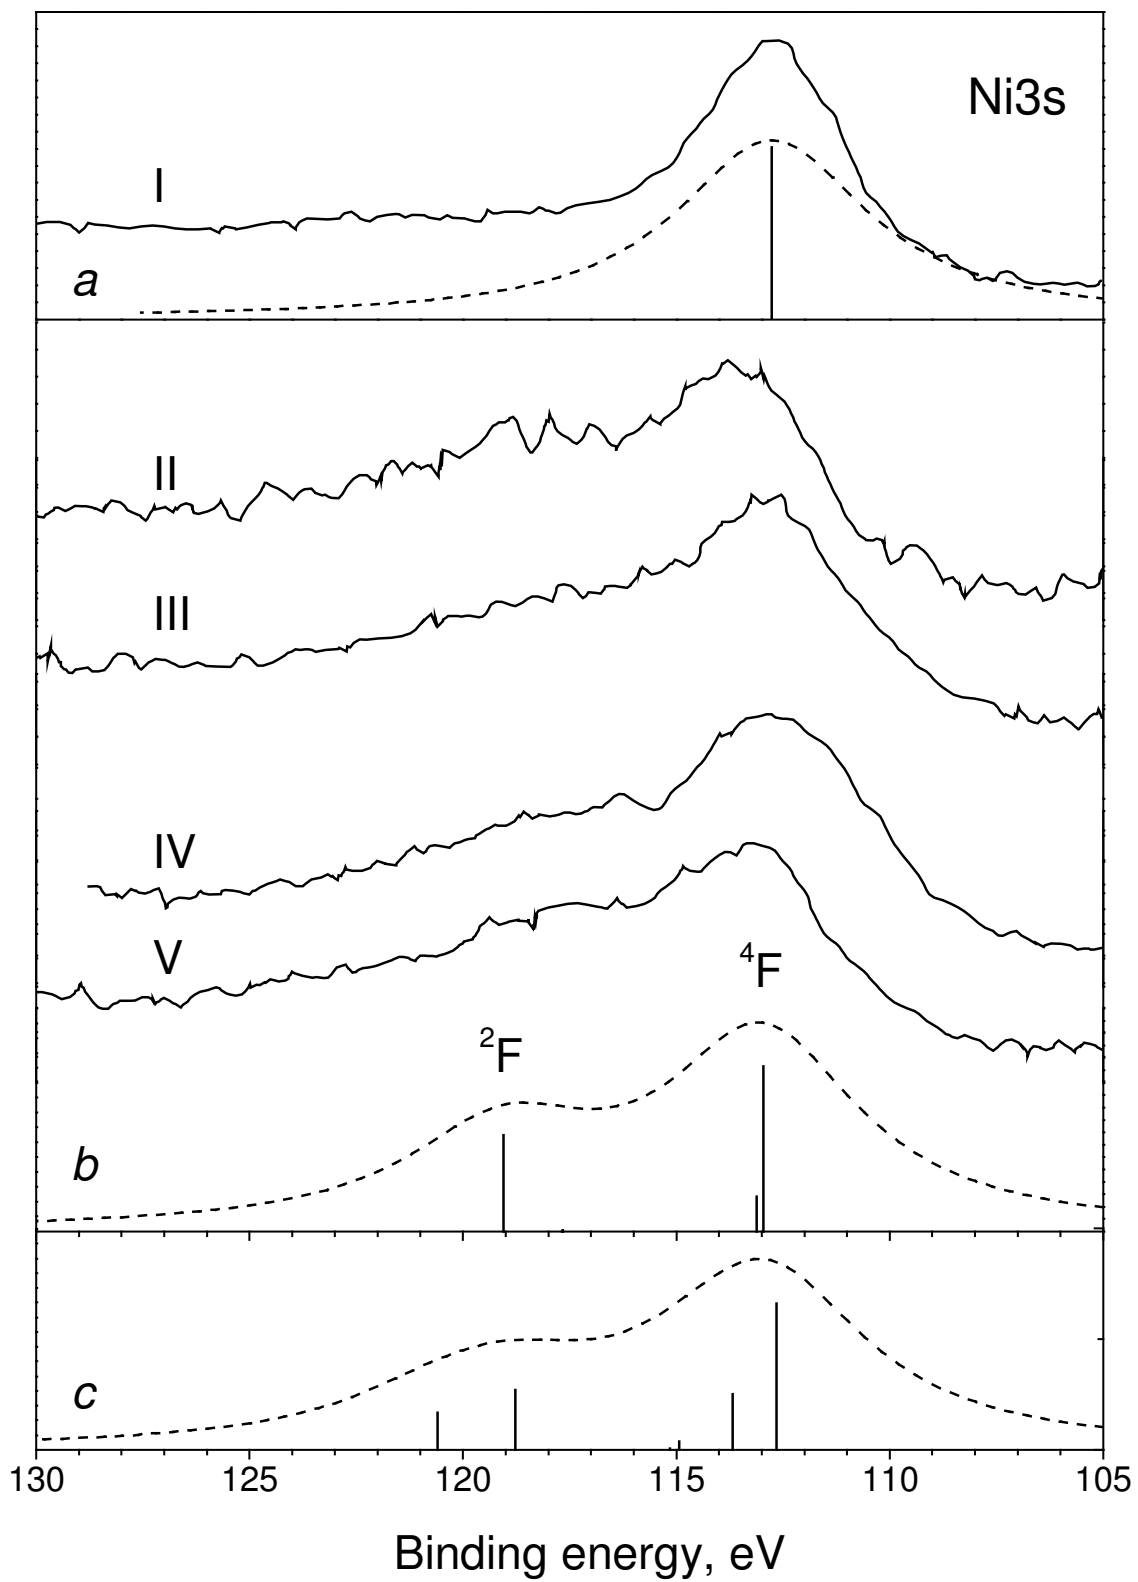 Ni3s
I
a
II
III
IV
V
⁴F
²F
b
c
130 125 120 115 110 105
Binding energy, eV